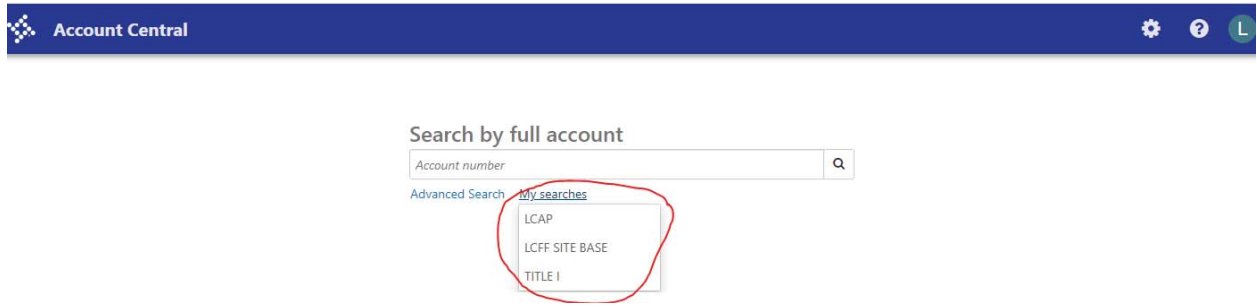 Account Central
L
Search by full account
Account number
Advanced Search My searches
LCAP
LCFF SITE BASE
TITLE I